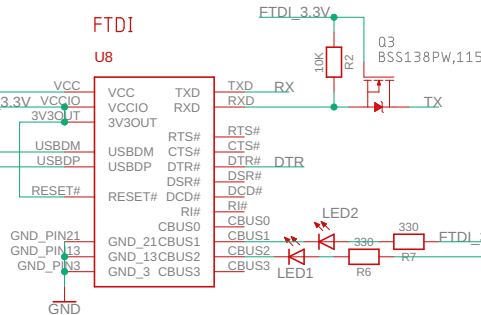 FTDI
U8
FTDI_3.3V
Q3
BSS138PW,115
10K
R2
VCC VCC TXD TXD RX
3.3V VCCIO VCCIO RXD RXD TX
3V3OUT 3V3OUT
RTS# RTS#
USBDM USBDM CTS# CTS#
USBDP USBDP DTR# DTR# DTR
DSR# DSR#
RESET# RESET# DCD# DCD#
RI# RI#
CBUS0 CBUS0
GND_PIN21 GND_21 CBUS1 CBUS1
GND_PIN13 GND_13 CBUS2 CBUS2
GND_PIN3 GND_3 CBUS3 CBUS3
LED2
330
FTDI_
R7
330
LED1
R6
GND